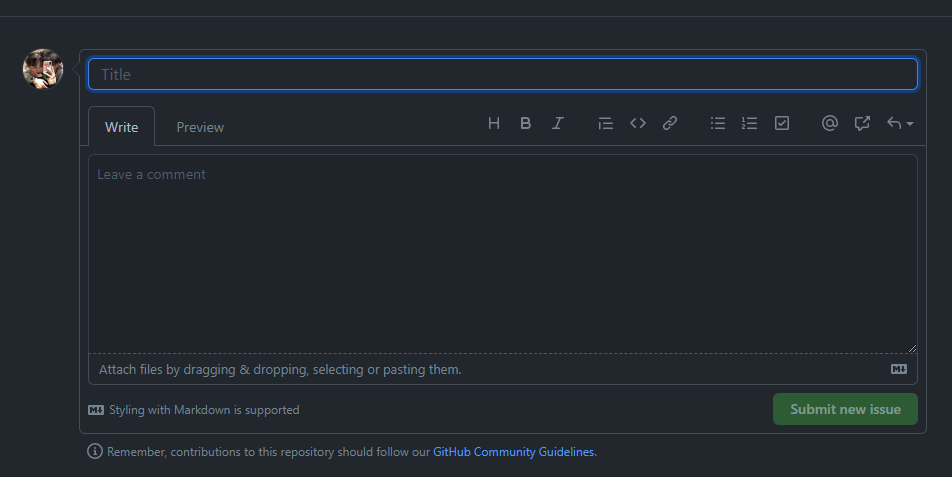 Title
Write Preview H B I
Leave a comment
Attach files by dragging & dropping, selecting or pasting them.
Styling with Markdown is supported Submit new issue
Remember, contributions to this repository should follow our GitHub Community Guidelines.